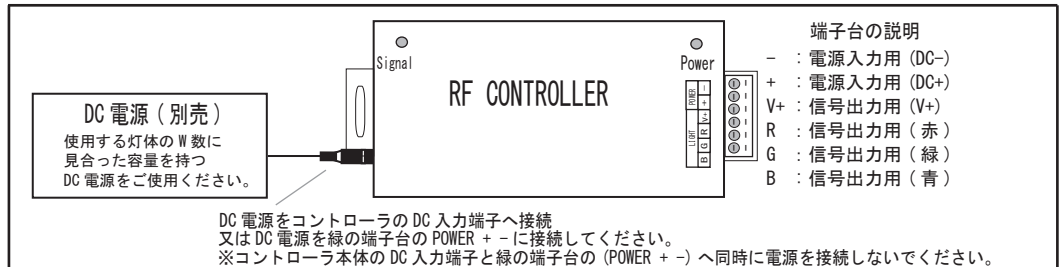 Signal
RF CONTROLLER
Power
POWER
− + V+ R G B
LIGHT
DC 電源 ( 別売 )
使用する灯体の W 数に
見合った容量を持つ
DC 電源をご使用ください。
端子台の説明
− : 電源入力用 (DC-)
+ : 電源入力用 (DC+)
V+ : 信号出力用 (V+)
R : 信号出力用 ( 赤 )
G : 信号出力用 ( 緑 )
B : 信号出力用 ( 青 )
DC 電源をコントローラの DC 入力端子へ接続
又は DC 電源を緑の端子台の POWER + − に接続してください。
※コントローラ本体の DC 入力端子と緑の端子台の (POWER + −) へ同時に電源を接続しないでください。